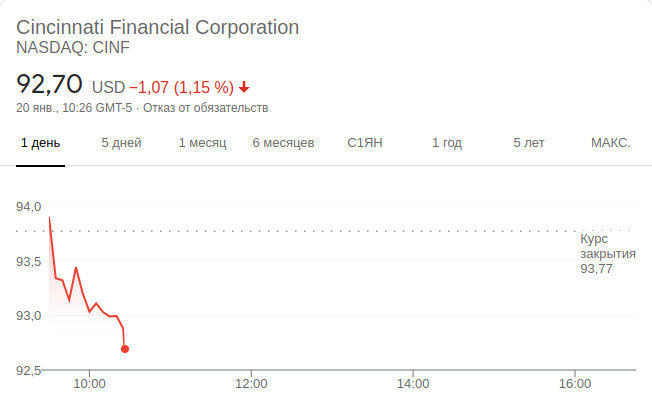 Cincinnati Financial Corporation
NASDAQ: CINF
92,70 USD −1,07 (1,15 %)
20 янв., 10:26 GMT-5 · Отказ от обязательств
1 день 5 дней 1 месяц 6 месяцев С1ЯН 1 год 5 лет МАКС.
94,0
Курс
закрытия
93,77
93,5
93,0
92,5
10:00 12:00 14:00 16:00